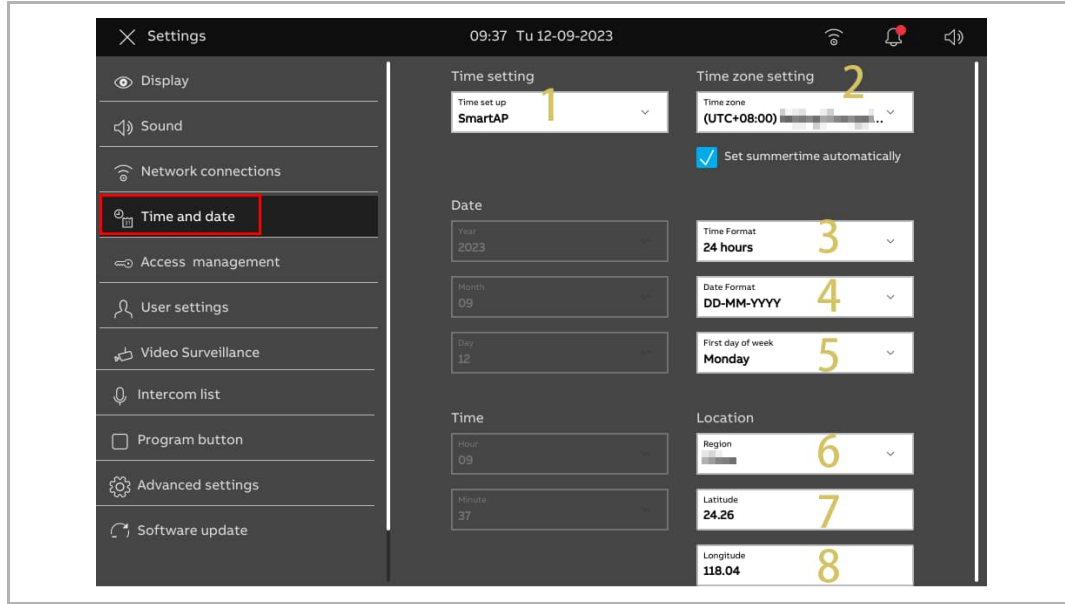 Settings
09:37 Tu 12-09-2023
Display
Sound
Network connections
Time and date
Access management
User settings
Video Surveillance
Intercom list
Program button
Advanced settings
Software update
Time setting
Time set up
SmartAP
1
Time zone setting
2
Time zone
(UTC+08:00) ...
Set summertime automatically
Date
Year
2023
Month
09
Day
12
Time Format
24 hours
3
Date Format
DD-MM-YYYY
4
First day of week
Monday
5
Time
Hour
09
Minute
37
Location
Region
6
Latitude
24.26
7
Longitude
118.04
8